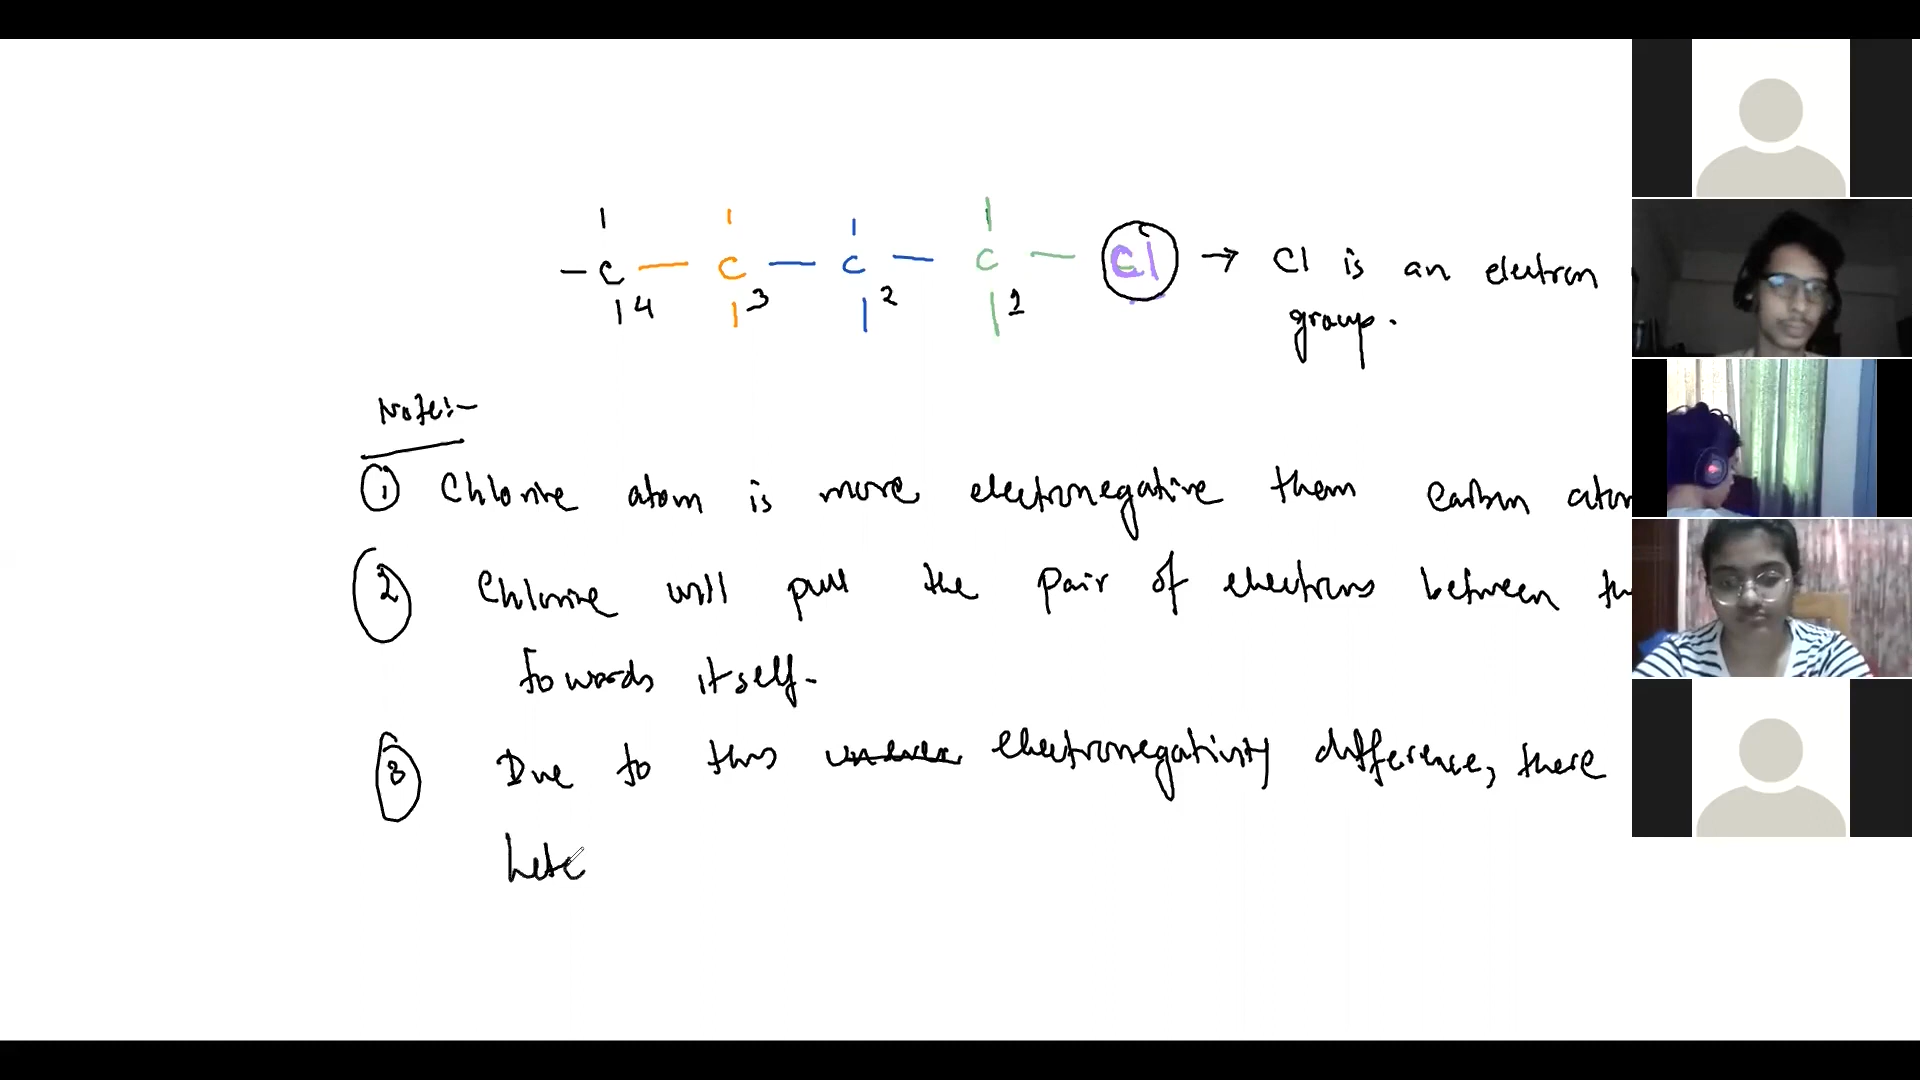 - C - C - C - C - Cl → Cl is an electron
4 3 2 1
group.
Note:-
① Chlorine atom is more electronegative than carbon atom
② Chlorine will pull the pair of electrons between th
towards itself.
③ Due to this electronegativity difference, there